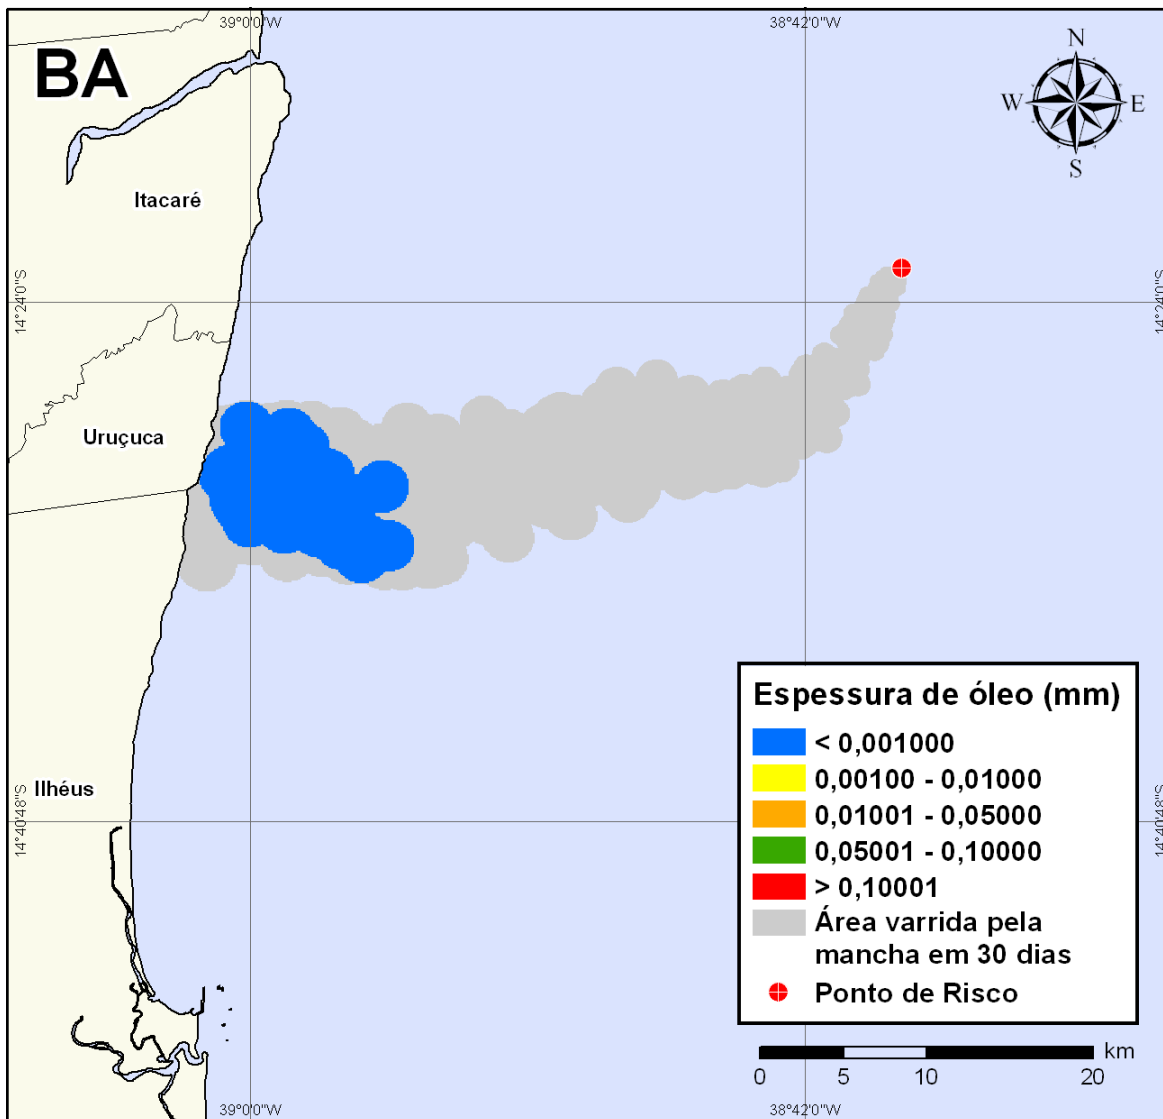 39°0'0"W
38°42'0"W
BA
N
W
E
S
Itacaré
14°24'0"S
14°24'0"S
Uruçuca
Ilhéus
14°40'48"S
14°40'48"S
Espessura de óleo (mm)
< 0,001000
0,00100 - 0,01000
0,01001 - 0,05000
0,05001 - 0,10000
> 0,10001
Área varrida pela
mancha em 30 dias
Ponto de Risco
km
0 5 10 20
39°0'0"W
38°42'0"W